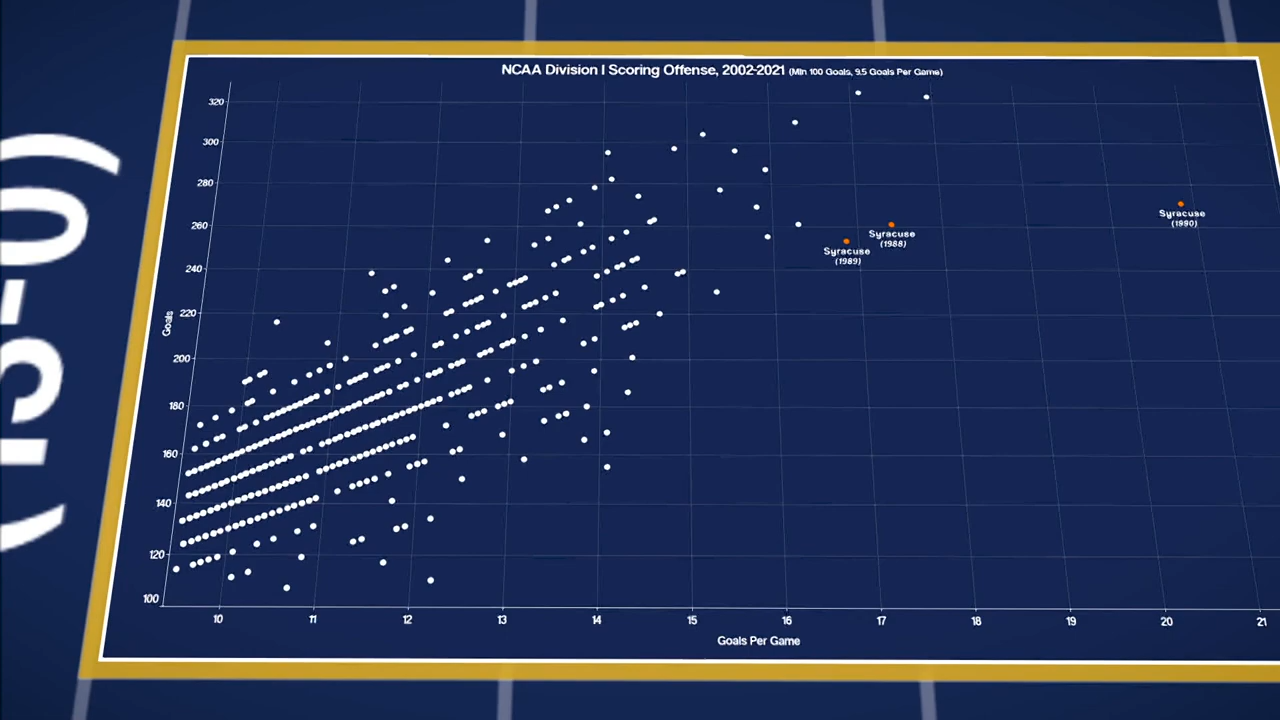 NCAA Division I Scoring Offense, 2002-2021 (Min 100 Goals, 9.5 Goals Per Game)
320
300
280
260
240
220
200
180
160
140
120
100
Goals
Syracuse
(1989)
Syracuse
(1988)
Syracuse
(1990)
10 11 12 13 14 15 16 17 18 19 20 21
Goals Per Game